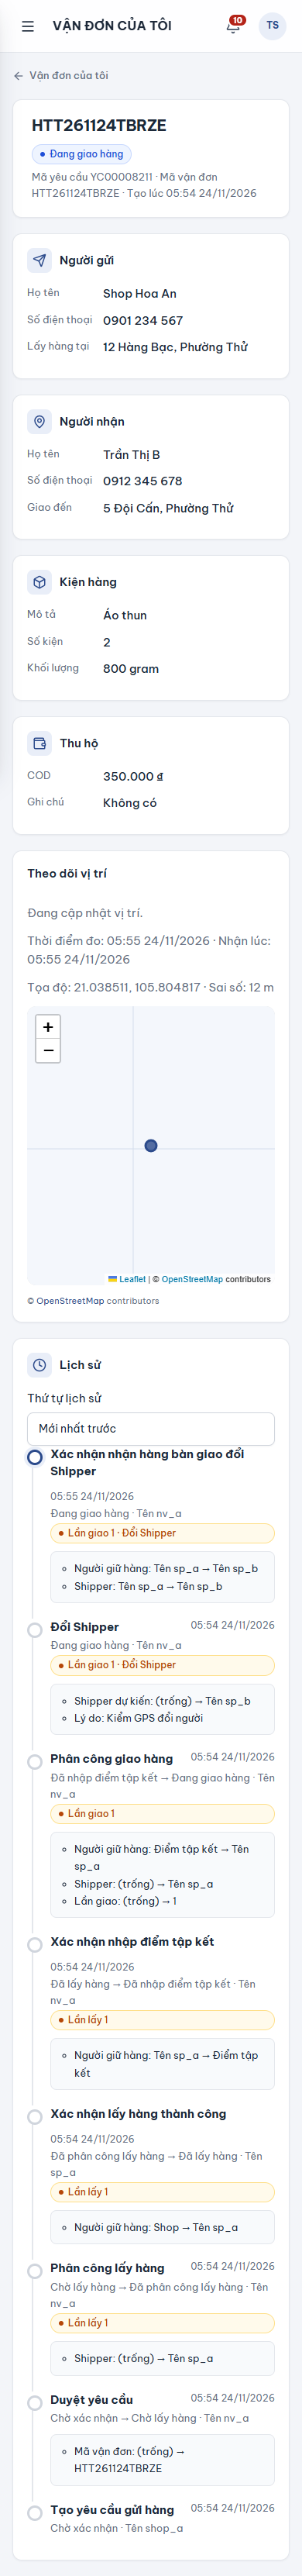 VẬN ĐƠN CỦA TÔI
10
TS
← Vận đơn của tôi
HTT261124TBRZE
Đang giao hàng
Mã yêu cầu YC00008211 · Mã vận đơn
HTT261124TBRZE · Tạo lúc 05:54 24/11/2026
Người gửi
Họ tên Shop Hoa An
Số điện thoại 0901 234 567
Lấy hàng tại 12 Hàng Bạc, Phường Thử
Người nhận
Họ tên Trần Thị B
Số điện thoại 0912 345 678
Giao đến 5 Đội Cấn, Phường Thử
Kiện hàng
Mô tả Áo thun
Số kiện 2
Khối lượng 800 gram
Thu hộ
COD 350.000 ₫
Ghi chú Không có
Theo dõi vị trí
Đang cập nhật vị trí.
Thời điểm đo: 05:55 24/11/2026 · Nhận lúc:
05:55 24/11/2026
Tọa độ: 21.038511, 105.804817 · Sai số: 12 m
+
−
Leaflet | © OpenStreetMap contributors
© OpenStreetMap contributors
Lịch sử
Thứ tự lịch sử
Mới nhất trước
Xác nhận nhận hàng bàn giao đổi
Shipper
05:55 24/11/2026
Đang giao hàng · Tên nv_a
Lần giao 1 · Đổi Shipper
Người giữ hàng: Tên sp_a → Tên sp_b
Shipper: Tên sp_a → Tên sp_b
Đổi Shipper 05:54 24/11/2026
Đang giao hàng · Tên nv_a
Lần giao 1 · Đổi Shipper
Shipper dự kiến: (trống) → Tên sp_b
Lý do: Kiểm GPS đổi người
Phân công giao hàng 05:54 24/11/2026
Đã nhập điểm tập kết → Đang giao hàng · Tên
nv_a
Lần giao 1
Người giữ hàng: Điểm tập kết → Tên
sp_a
Shipper: (trống) → Tên sp_a
Lần giao: (trống) → 1
Xác nhận nhập điểm tập kết
05:54 24/11/2026
Đã lấy hàng → Đã nhập điểm tập kết · Tên
nv_a
Lần lấy 1
Người giữ hàng: Tên sp_a → Điểm tập
kết
Xác nhận lấy hàng thành công
05:54 24/11/2026
Đã phân công lấy hàng → Đã lấy hàng · Tên
sp_a
Lần lấy 1
Người giữ hàng: Shop → Tên sp_a
Phân công lấy hàng 05:54 24/11/2026
Chờ lấy hàng → Đã phân công lấy hàng · Tên
nv_a
Lần lấy 1
Shipper: (trống) → Tên sp_a
Duyệt yêu cầu 05:54 24/11/2026
Chờ xác nhận → Chờ lấy hàng · Tên nv_a
Mã vận đơn: (trống) →
HTT261124TBRZE
Tạo yêu cầu gửi hàng 05:54 24/11/2026
Chờ xác nhận · Tên shop_a